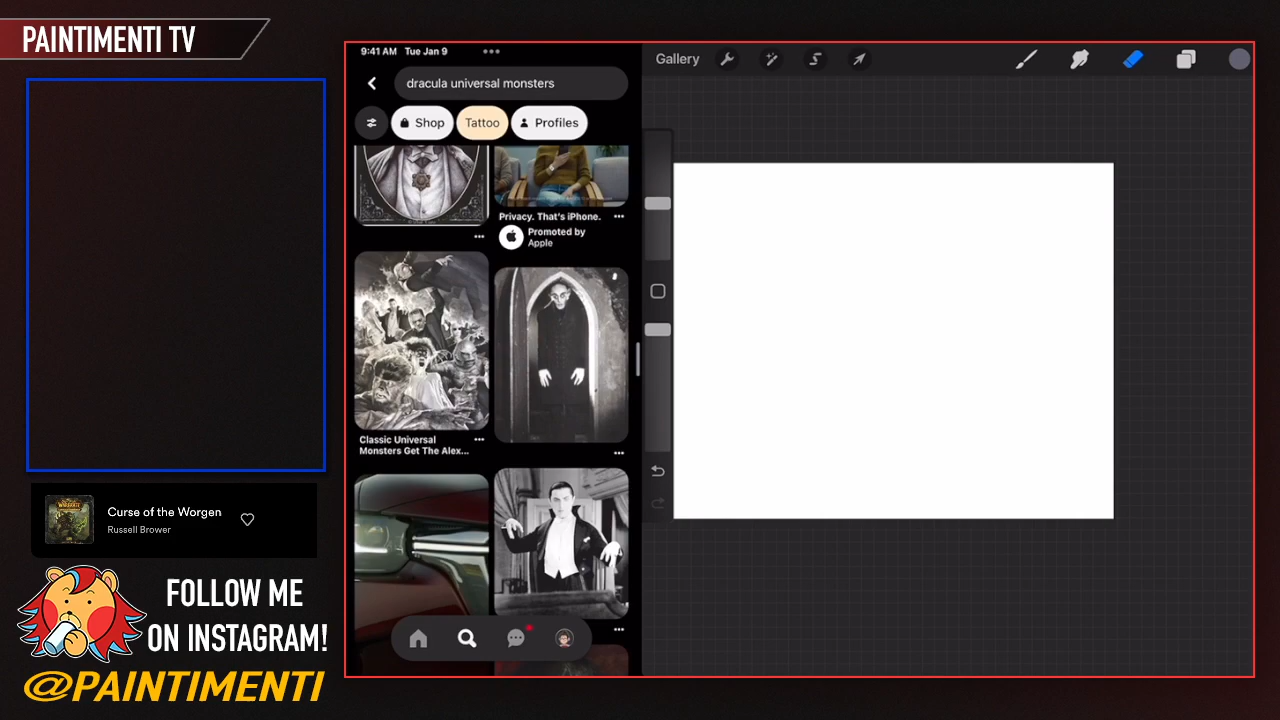 PAINTIMENTI TV
9:41 AM Tue Jan 9
dracula universal monsters
Shop
Tattoo
Profiles
Privacy. That's iPhone.
Promoted by
Apple
Classic Universal
Monsters Get The Alex...
Gallery
Curse of the Worgen
Russell Brower
FOLLOW ME
ON INSTAGRAM!
@PAINTIMENTI